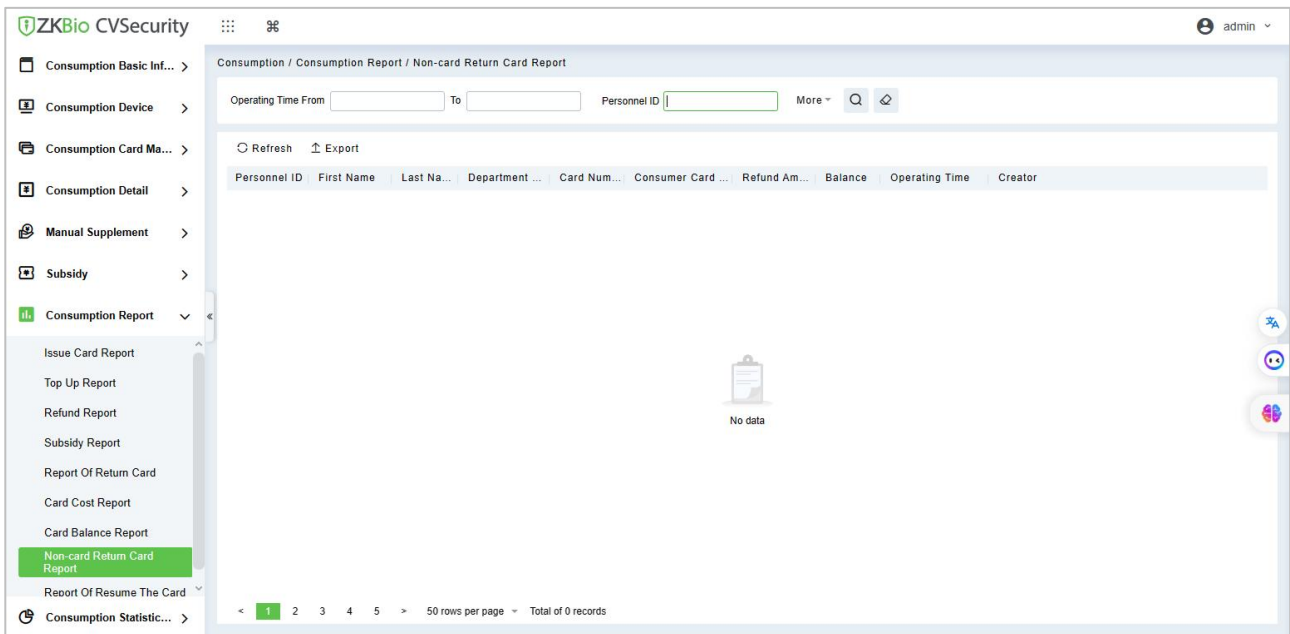 ZKBio CVSecurity
admin
Consumption Basic Inf...
Consumption Device
Consumption Card Ma...
Consumption Detail
Manual Supplement
Subsidy
Consumption Report
Issue Card Report
Top Up Report
Refund Report
Subsidy Report
Report Of Return Card
Card Cost Report
Card Balance Report
Non-card Return Card
Report
Report Of Resume The Card
Consumption Statistic...
Consumption / Consumption Report / Non-card Return Card Report
Operating Time From To Personnel ID More
Refresh Export
Personnel ID First Name Last Na... Department ... Card Num... Consumer Card ... Refund Am... Balance Operating Time Creator
No data
< 1 2 3 4 5 > 50 rows per page Total of 0 records